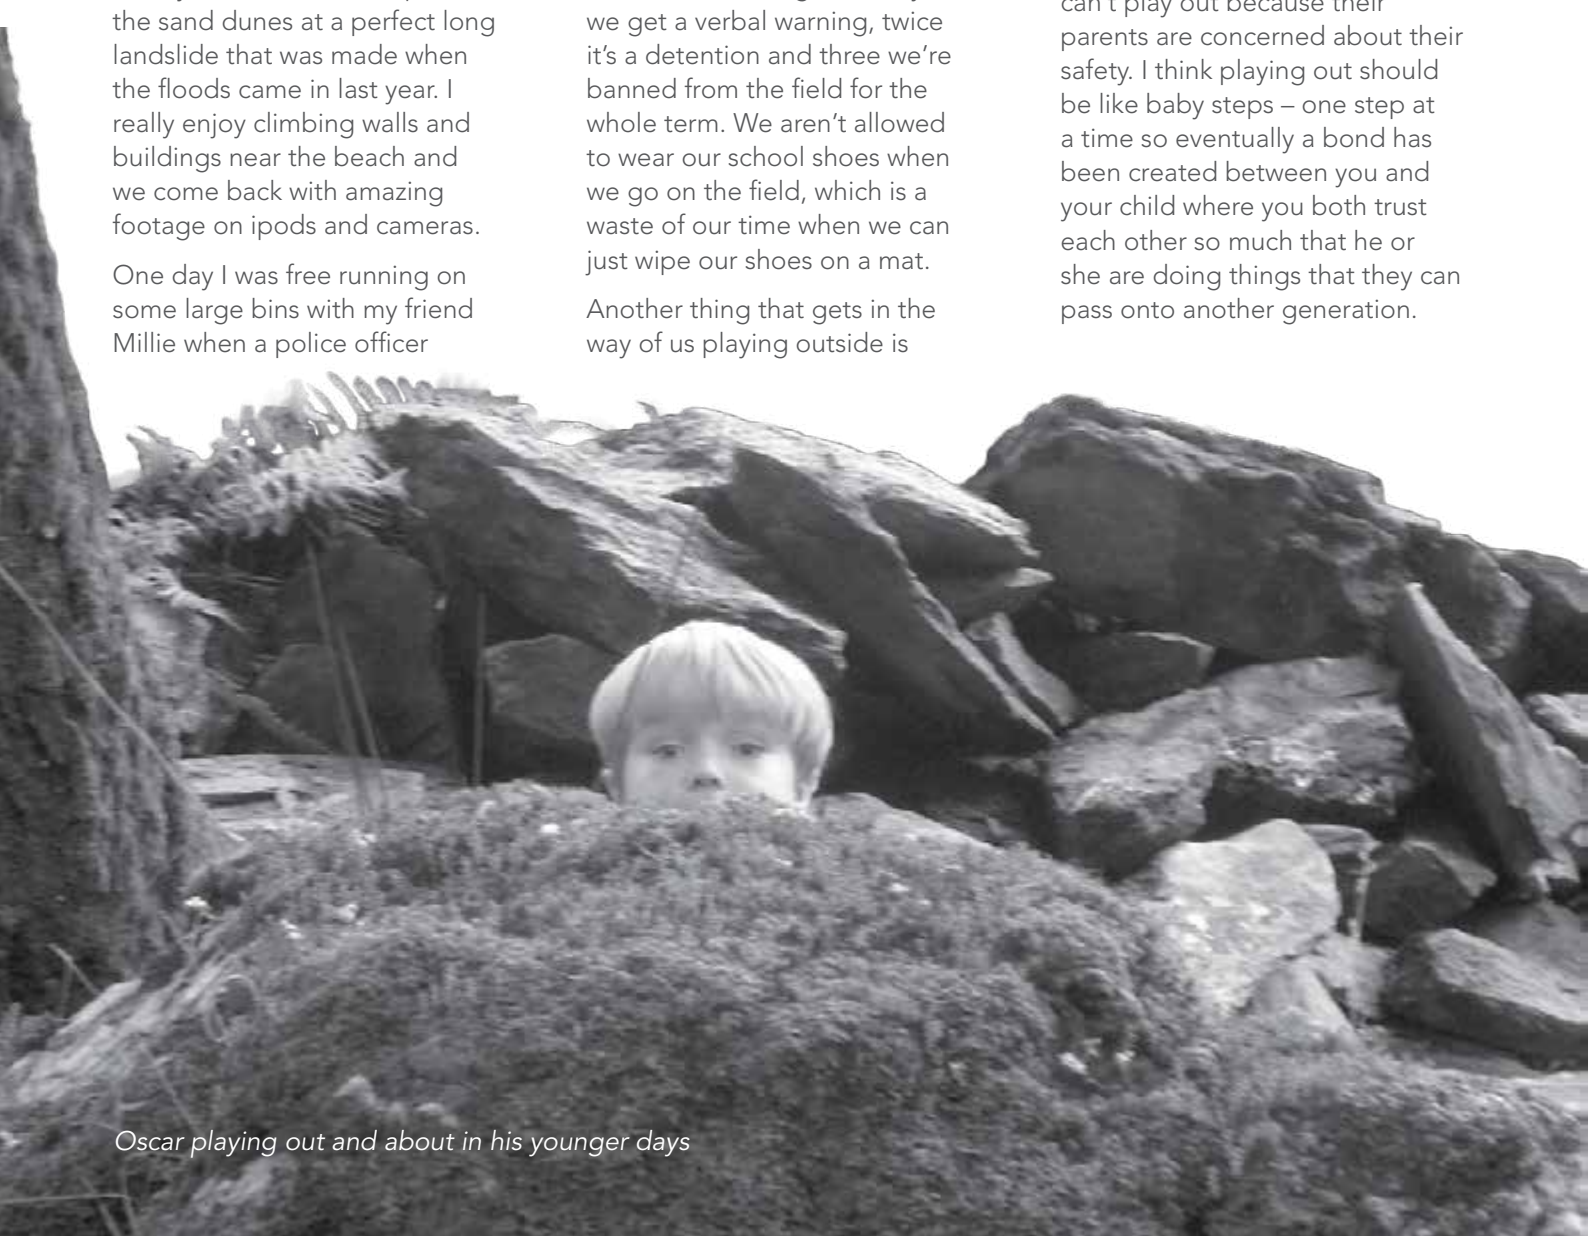 the sand dunes at a perfect long
landslide that was made when
the floods came in last year. I
really enjoy climbing walls and
buildings near the beach and
we come back with amazing
footage on ipods and cameras.
One day I was free running on
some large bins with my friend
Millie when a police officer
we get a verbal warning, twice
it's a detention and three we're
banned from the field for the
whole term. We aren't allowed
to wear our school shoes when
we go on the field, which is a
waste of our time when we can
just wipe our shoes on a mat.
Another thing that gets in the
way of us playing outside is
can't play out because their
parents are concerned about their
safety. I think playing out should
be like baby steps – one step at
a time so eventually a bond has
been created between you and
your child where you both trust
each other so much that he or
she are doing things that they can
pass onto another generation.
Oscar playing out and about in his younger days